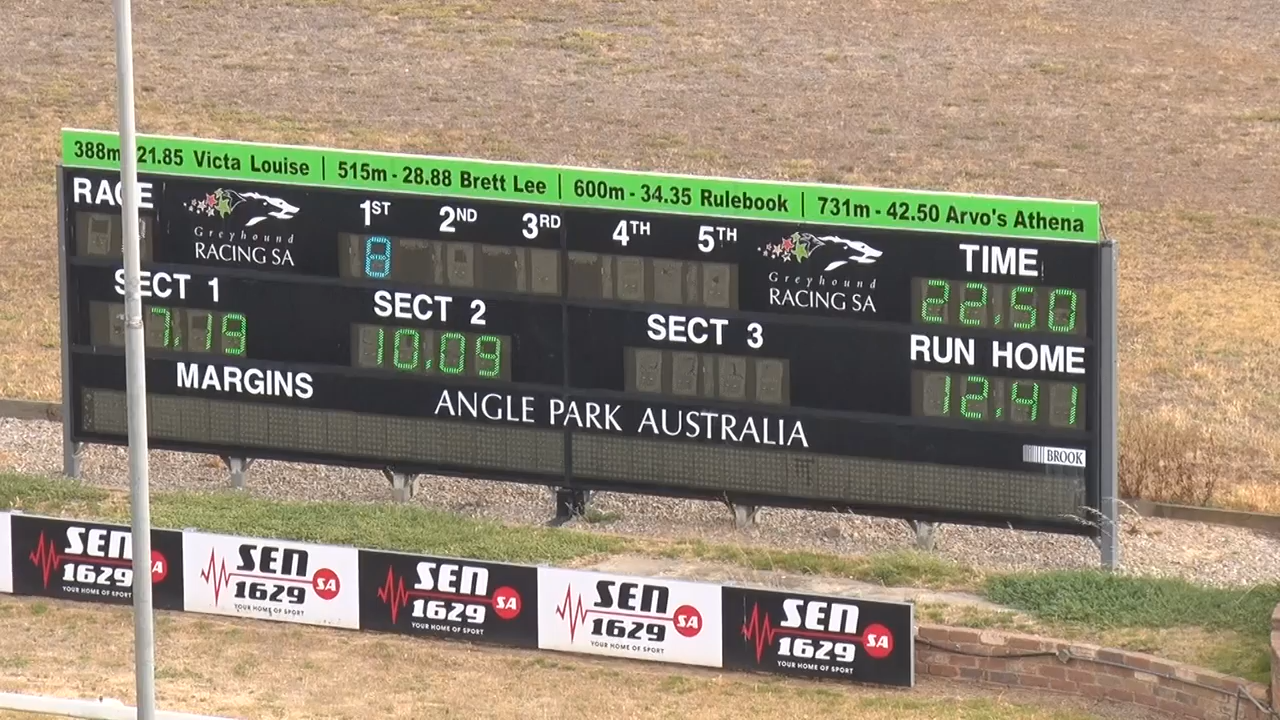 388m 21.85 Victa Louise | 515m - 28.88 Brett Lee | 600m - 34.35 Rulebook | 731m - 42.50 Arvo's Athena
RACE
Greyhound
RACING SA
1ST 2ND 3RD 4TH 5TH
8
Greyhound
RACING SA
TIME
22.50
SECT 1
7.19
SECT 2
10.09
SECT 3
RUN HOME
12.41
MARGINS
ANGLE PARK AUSTRALIA
BROOK
SEN
1629 SA
YOUR HOME OF SPORT
SEN
1629 SA
YOUR HOME OF SPORT
SEN
1629 SA
YOUR HOME OF SPORT
SEN
1629 SA
YOUR HOME OF SPORT
SEN
1629 SA
YOUR HOME OF SPORT